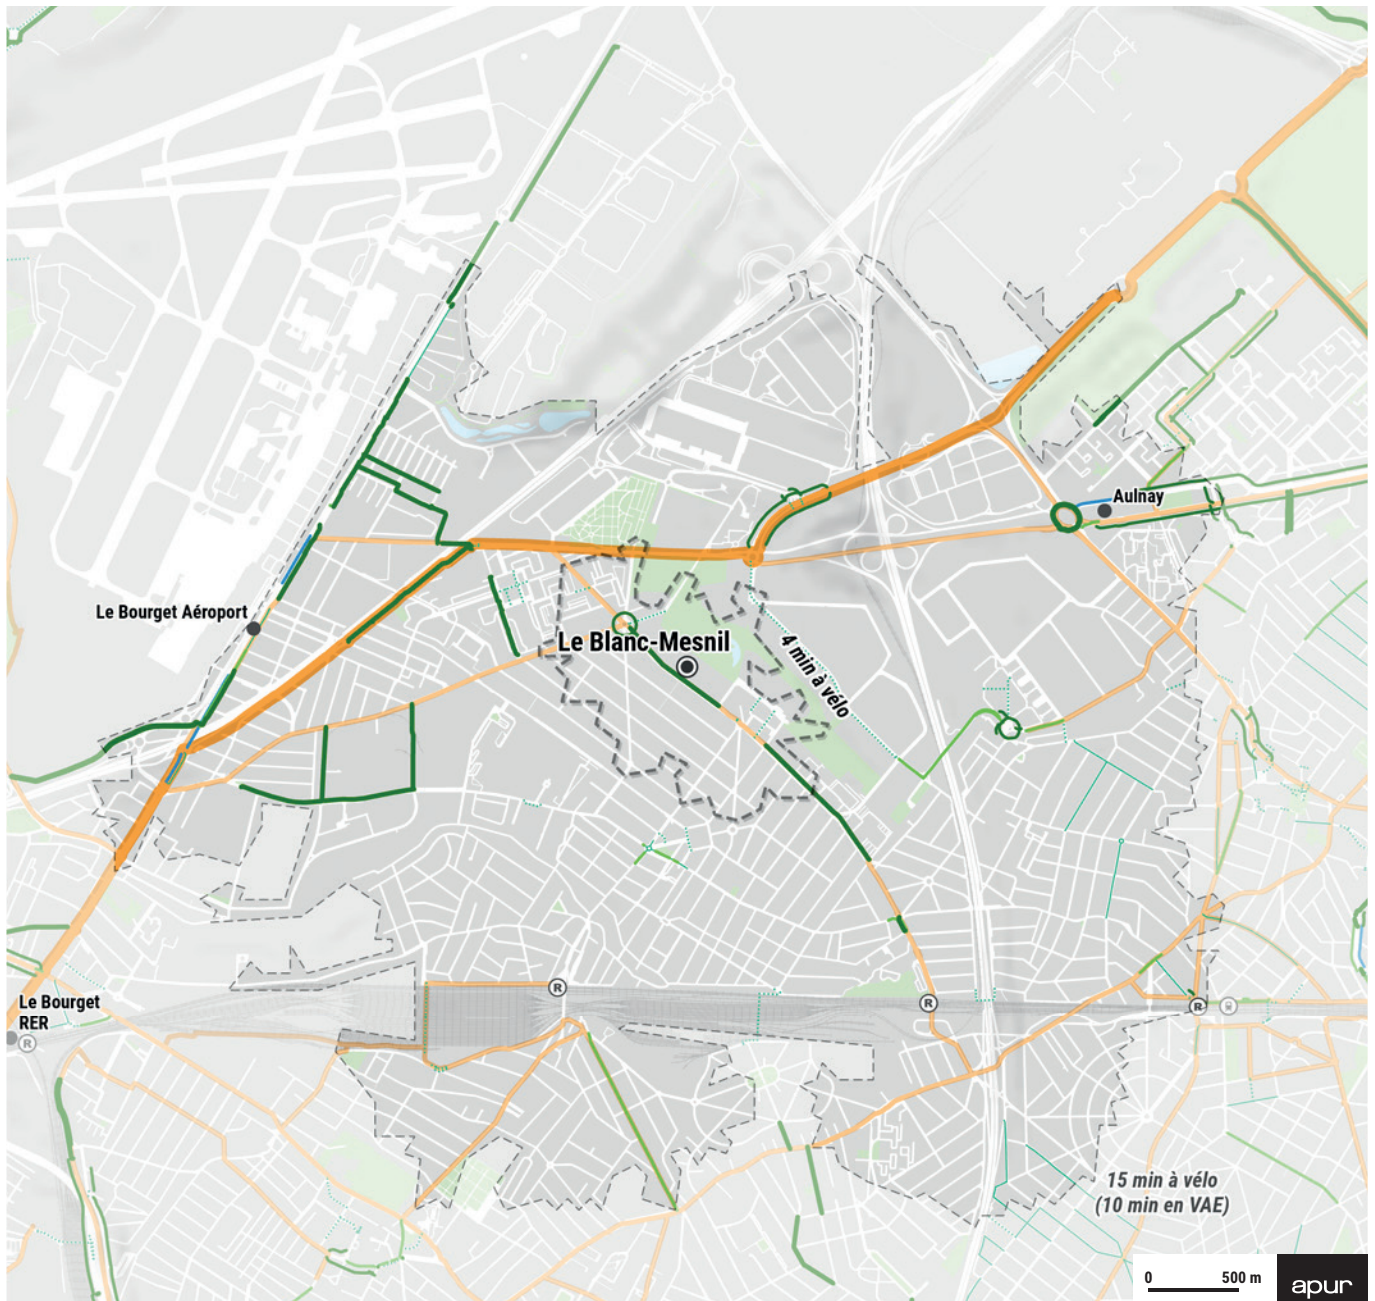 Aulnay
Le Bourget Aéroport
Le Blanc-Mesnil
4 min à vélo
R
R
R
Le Bourget
RER
R
15 min à vélo
(10 min en VAE)
0 500 m
apur